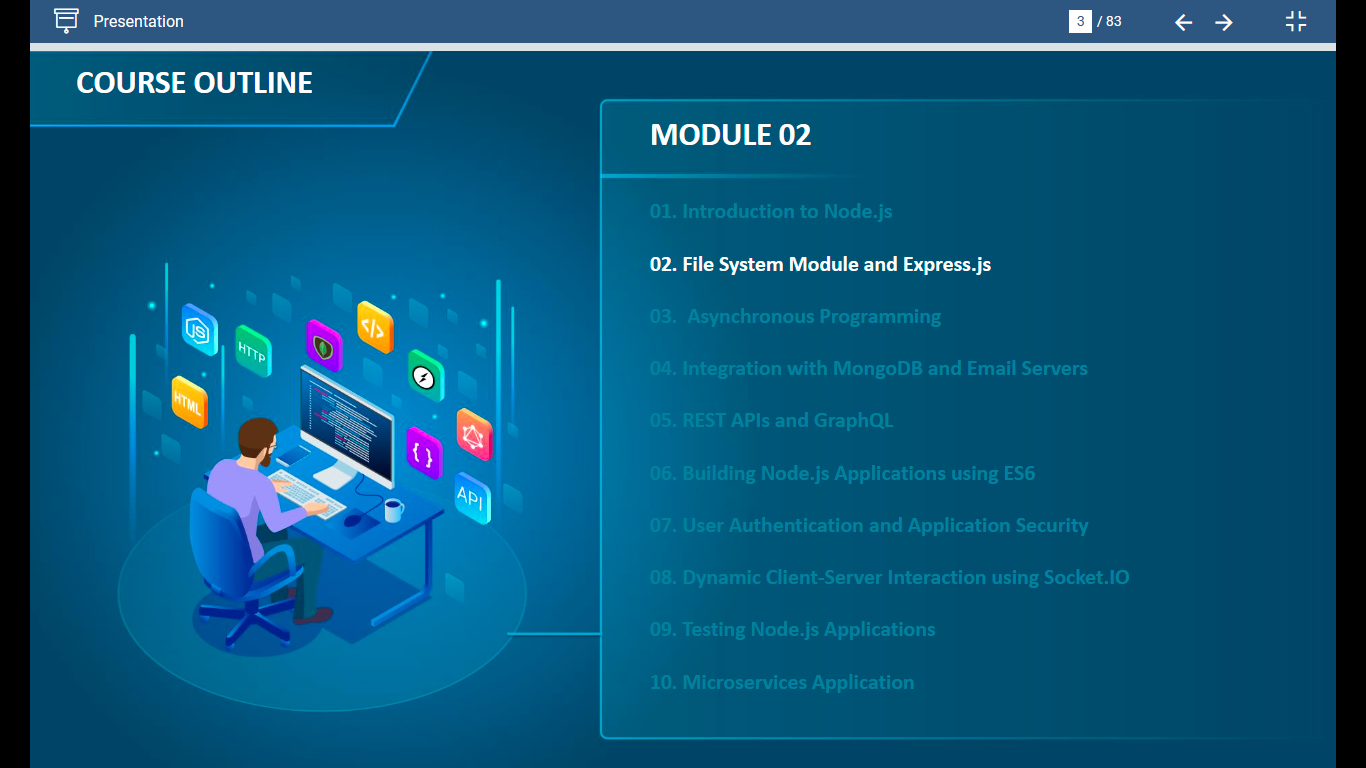 Presentation
3 / 83
COURSE OUTLINE
MODULE 02
01. Introduction to Node.js
02. File System Module and Express.js
03. Asynchronous Programming
04. Integration with MongoDB and Email Servers
05. REST APIs and GraphQL
06. Building Node.js Applications using ES6
07. User Authentication and Application Security
08. Dynamic Client-Server Interaction using Socket.IO
09. Testing Node.js Applications
10. Microservices Application
JS
HTTP
</>
HTML
{ }
API